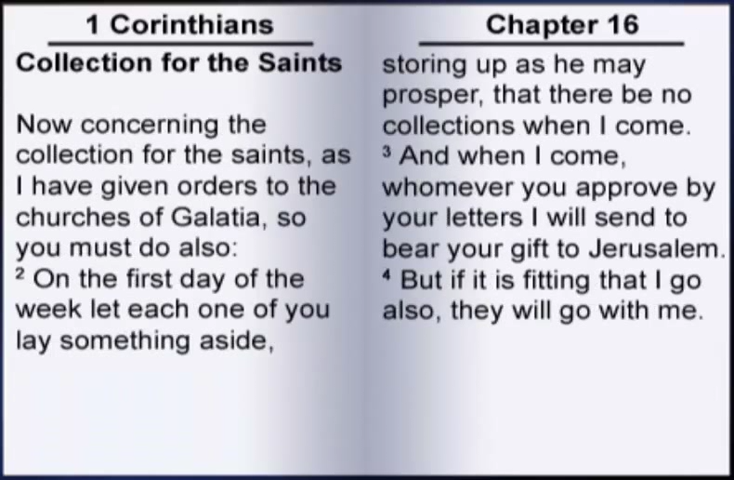 1 Corinthians
Collection for the Saints
Now concerning the
collection for the saints, as
I have given orders to the
churches of Galatia, so
you must do also:
² On the first day of the
week let each one of you
lay something aside,
Chapter 16
storing up as he may
prosper, that there be no
collections when I come.
³ And when I come,
whomever you approve by
your letters I will send to
bear your gift to Jerusalem.
⁴ But if it is fitting that I go
also, they will go with me.